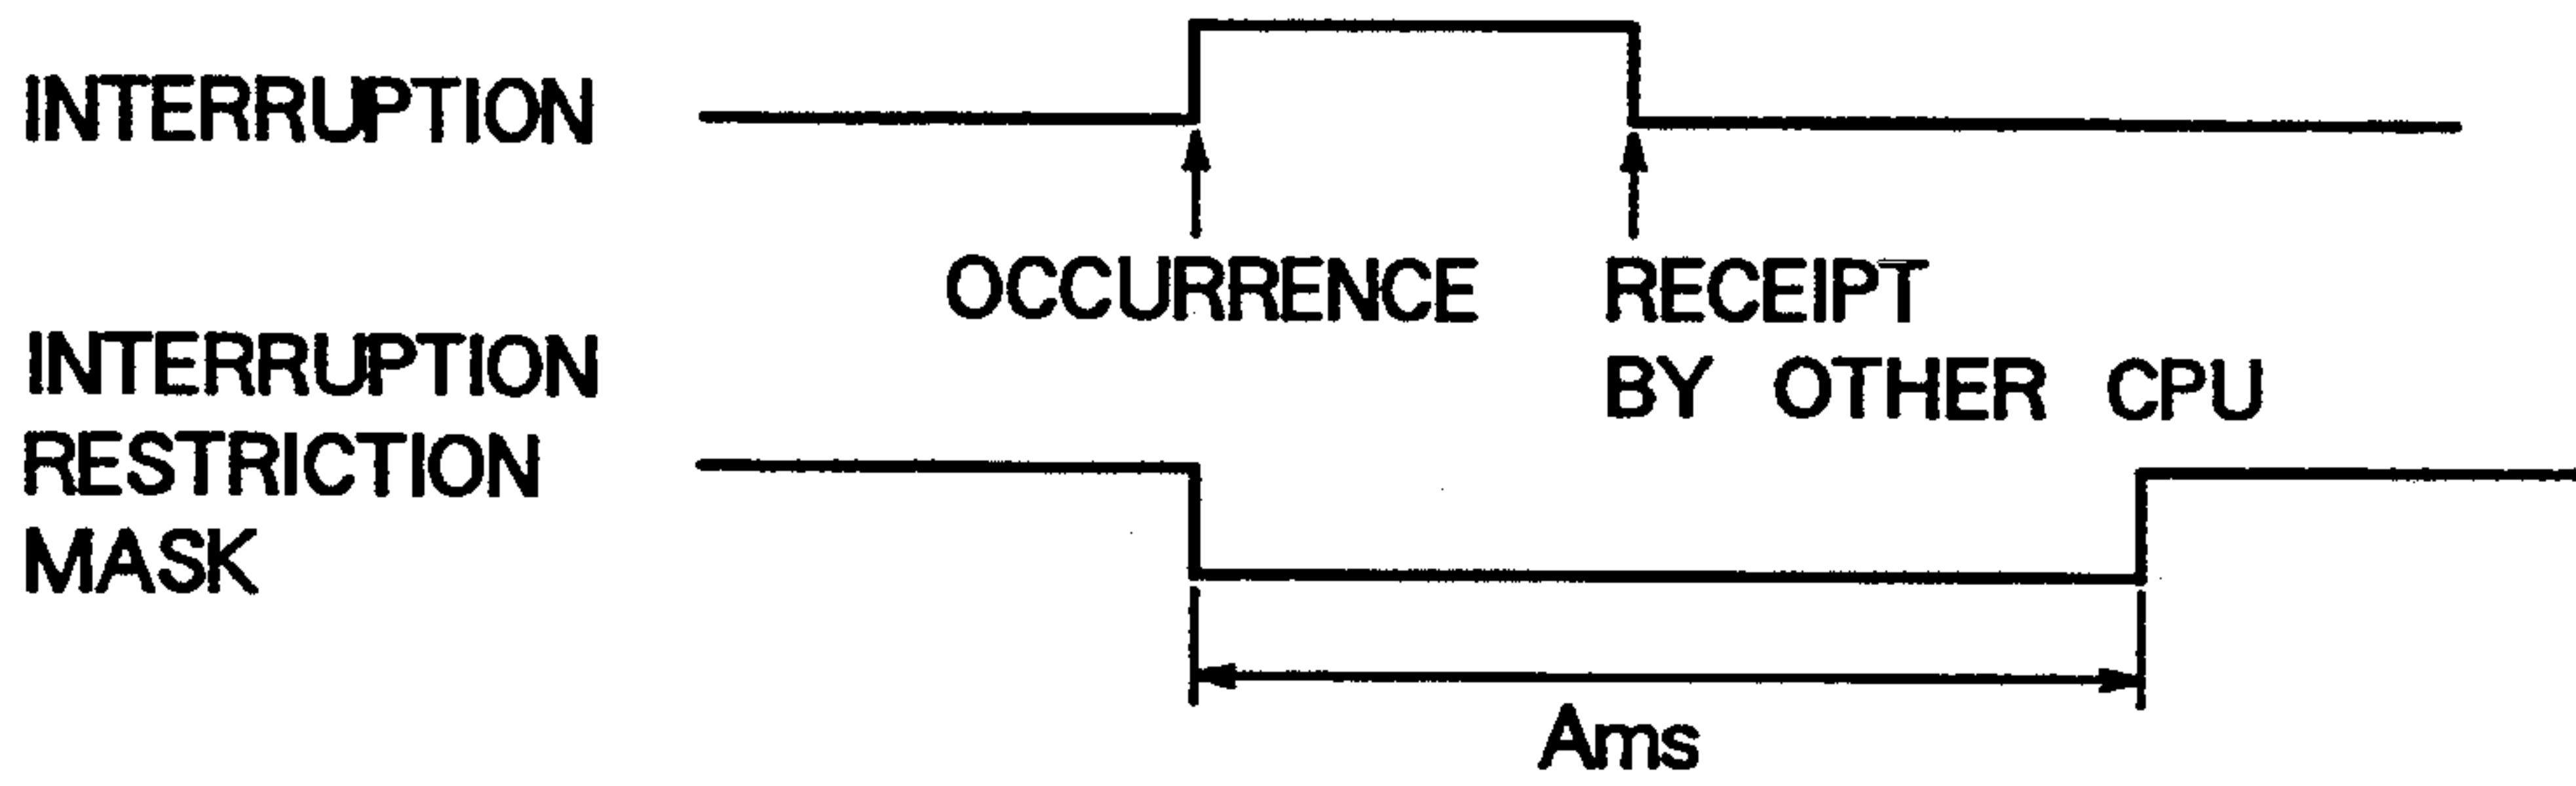 INTERRUPTION
OCCURRENCE
RECEIPT
BY OTHER CPU
INTERRUPTION
RESTRICTION
MASK
Ams